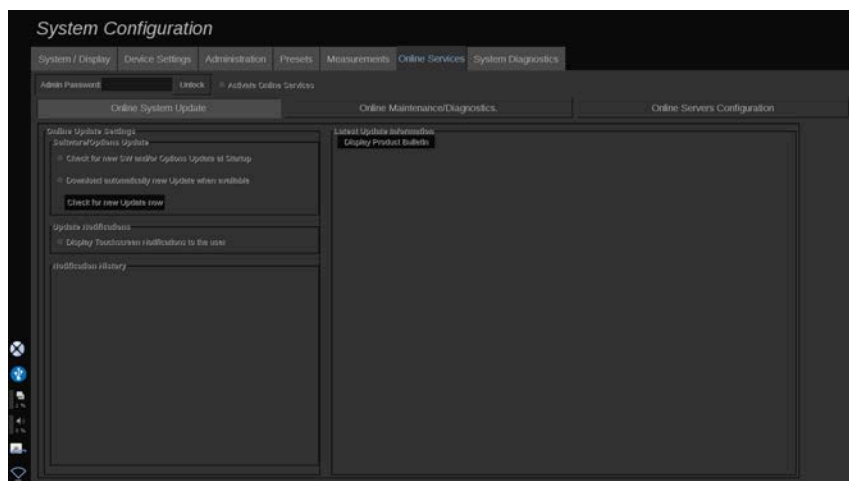 System Configuration
System / Display Device Settings Administration Presets Measurements Online Services System Diagnostics
Admin Password: Unlock Activate Online Services
Online System Update Online Maintenance/Diagnostics. Online Servers Configuration
Online Update Settings
Software/Options Update
Check for new SW and/or Options Update at Startup
Download automatically new Update when available
Check for new Update now
Update Notifications
Display Touchscreen Notifications to the user
Notification History
Latest Update Information
Display Product Bulletin